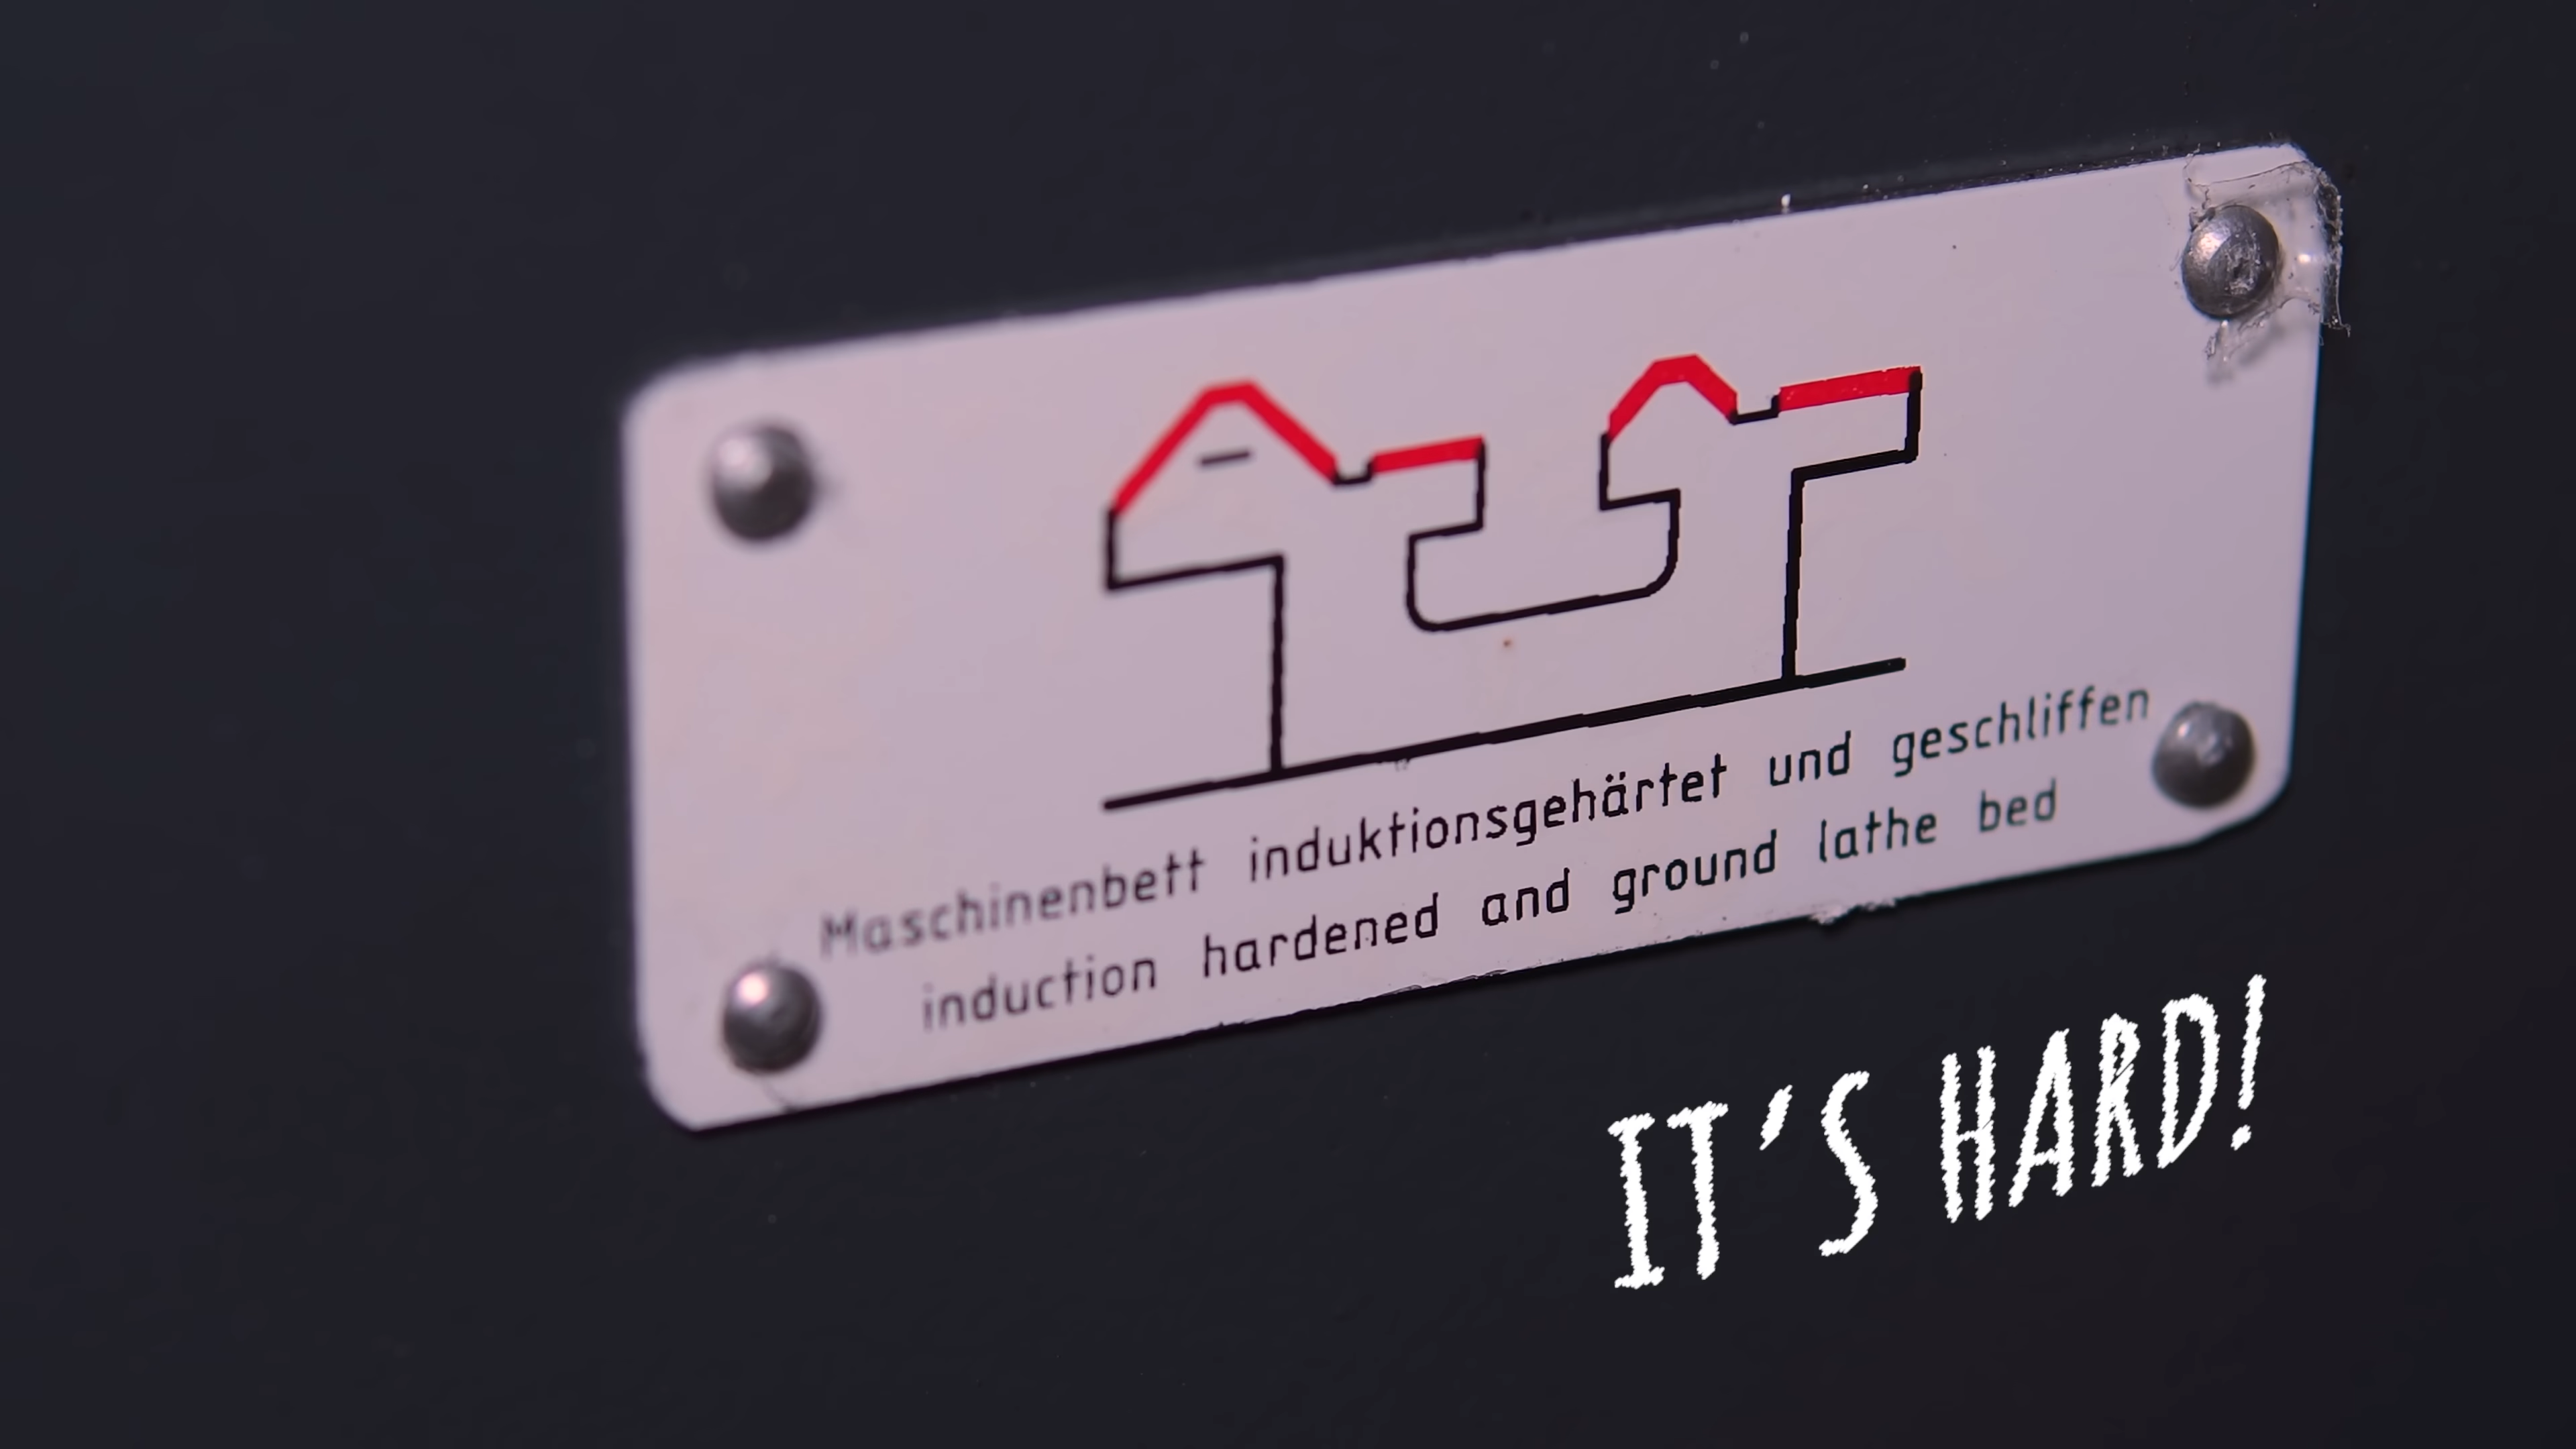 Maschinenbett induktionsgehärtet und geschliffen
induction hardened and ground lathe bed
IT'S HARD!